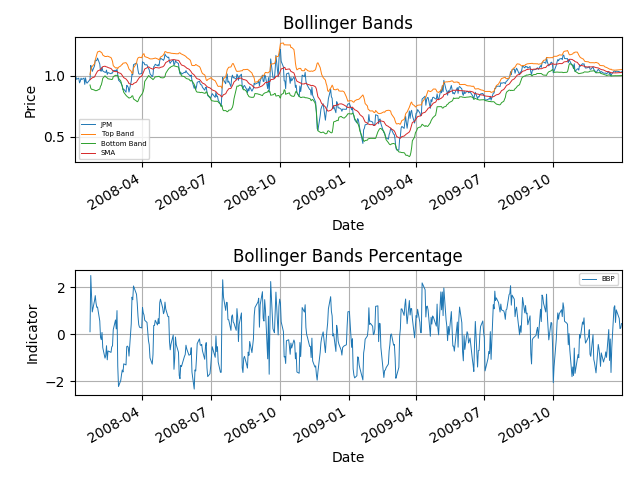 Bollinger Bands
Price
1.0
0.5
JPM
Top Band
Bottom Band
SMA
2008-04 2008-07 2008-10 2009-01 2009-04 2009-07 2009-10
Date
Bollinger Bands Percentage
Indicator
2
0
−2
BBP
2008-04 2008-07 2008-10 2009-01 2009-04 2009-07 2009-10
Date